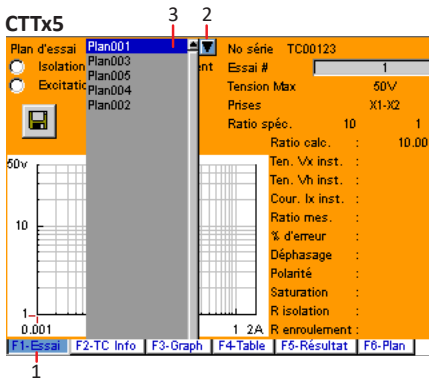 3 2
CTTx5
Plan d'essai Plan001 No série TC00123
Isolation Plan003 ent Essai # 1
Plan005
Excitatic Plan004 Tension Max 50V
Plan002 Prises X1-X2
Ratio spéc. 10 1
Ratio calc. : 10.00
50v Ten. Vx inst. :
Ten. Vh inst. :
Cour. Ix inst. :
Ratio mes. :
10 % d'erreur :
Déphasage :
Polarité :
Saturation :
1 R isolation :
0.001 1 2A R enroulement :
F1-Essai F2-TC Info F3-Graph F4-Table F5-Résultat F6-Plan
1